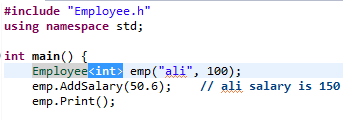 #include "Employee.h"
using namespace std;
int main() {
Employee<int> emp("ali", 100);
emp.AddSalary(50.6); // ali salary is 150
emp.Print();